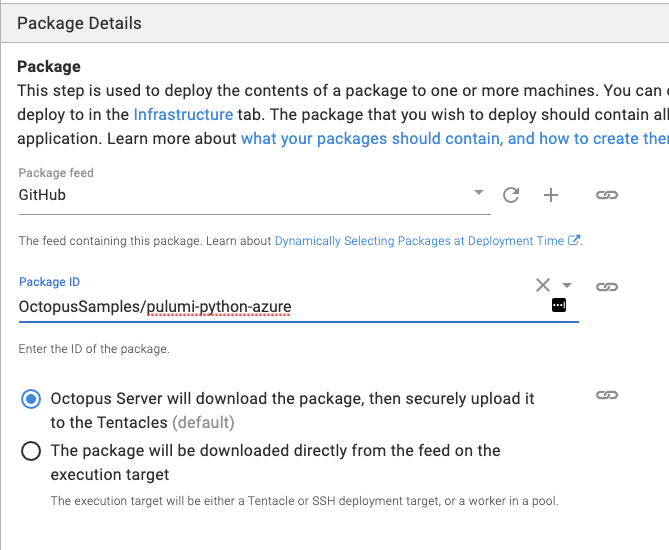 Package Details
Package
This step is used to deploy the contents of a package to one or more machines. You can
deploy to in the Infrastructure tab. The package that you wish to deploy should contain all
application. Learn more about what your packages should contain, and how to create
Package feed
GitHub
The feed containing this package. Learn about Dynamically Selecting Packages at Deployment Time.
Package ID
OctopusSamples/pulumi-python-azure
Enter the ID of the package.
Octopus Server will download the package, then securely upload it
to the Tentacles (default)
The package will be downloaded directly from the feed on the
execution target
The execution target will be either a Tentacle or SSH deployment target, or a worker in a pool.